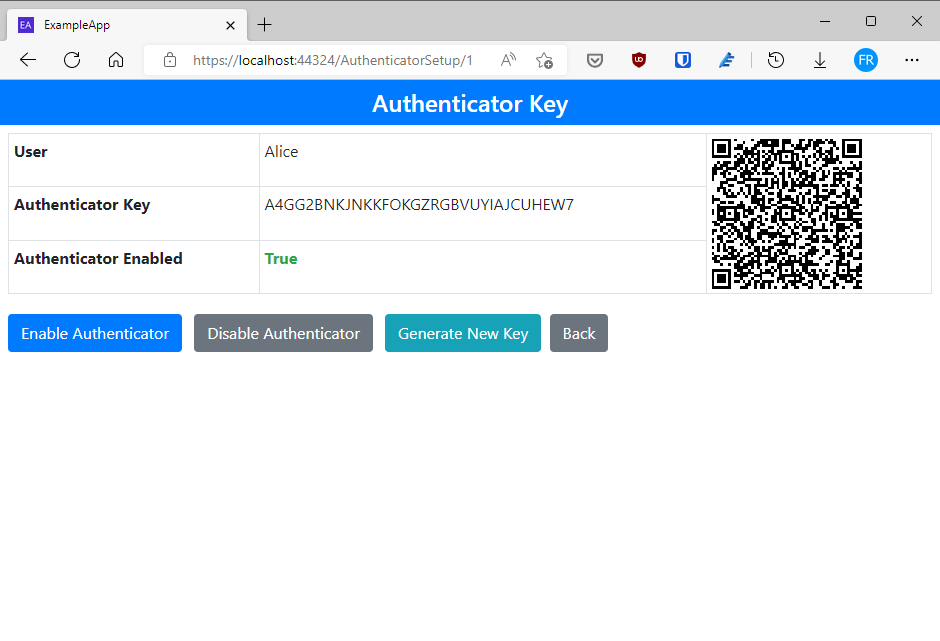 EA ExampleApp
https://localhost:44324/AuthenticatorSetup/1
FR
Authenticator Key
User Alice
Authenticator Key A4GG2BNKJNKKFOKGZRGBVUYIAJCUHEW7
Authenticator Enabled True
Enable Authenticator Disable Authenticator Generate New Key Back